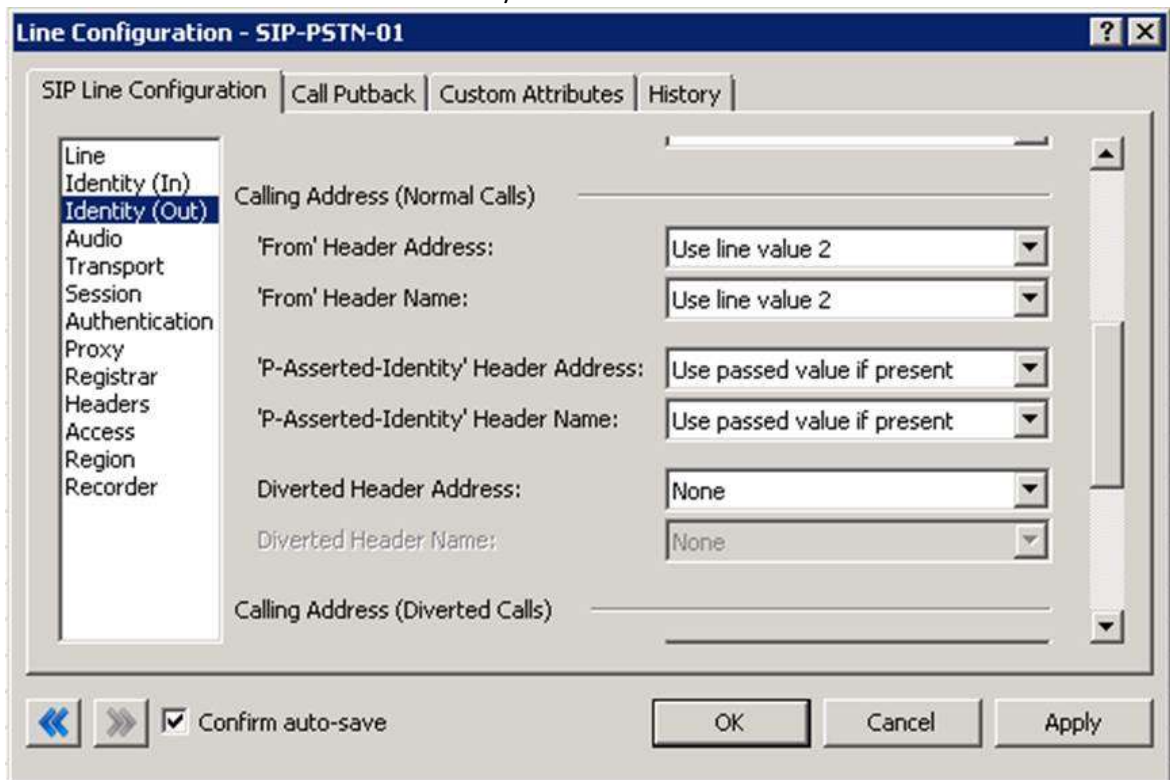 Line Configuration - SIP-PSTN-01
SIP Line Configuration Call Putback Custom Attributes History
Line
Identity (In)
Identity (Out)
Audio
Transport
Session
Authentication
Proxy
Registrar
Headers
Access
Region
Recorder
Calling Address (Normal Calls)
'From' Header Address: Use line value 2
'From' Header Name: Use line value 2
'P-Asserted-Identity' Header Address: Use passed value if present
'P-Asserted-Identity' Header Name: Use passed value if present
Diverted Header Address: None
Diverted Header Name: None
Calling Address (Diverted Calls)
Confirm auto-save OK Cancel Apply